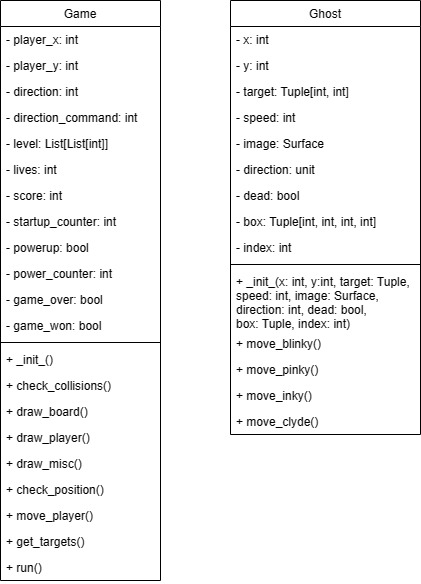 Game
- player_x: int
- player_y: int
- direction: int
- direction_command: int
- level: List[List[int]]
- lives: int
- score: int
- startup_counter: int
- powerup: bool
- power_counter: int
- game_over: bool
- game_won: bool
+ _init_()
+ check_collisions()
+ draw_board()
+ draw_player()
+ draw_misc()
+ check_position()
+ move_player()
+ get_targets()
+ run()
Ghost
- x: int
- y: int
- target: Tuple[int, int]
- speed: int
- image: Surface
- direction: unit
- dead: bool
- box: Tuple[int, int, int, int]
- index: int
+ _init_(x: int, y:int, target: Tuple,
speed: int, image: Surface,
direction: int, dead: bool,
box: Tuple, index: int)
+ move_blinky()
+ move_pinky()
+ move_inky()
+ move_clyde()